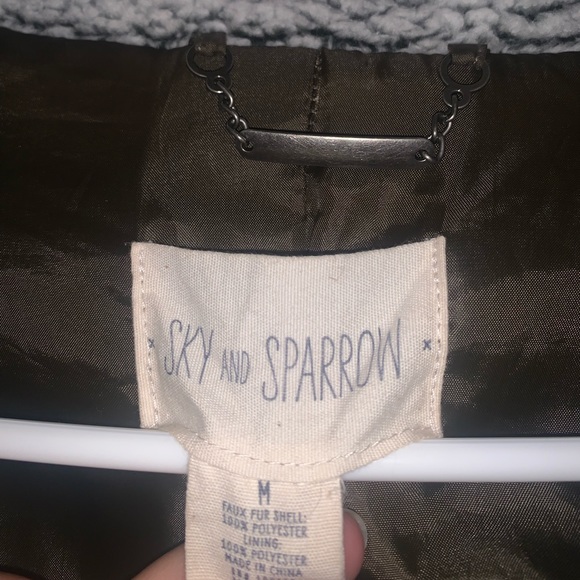 x SKY AND SPARROW x
M
FAUX FUR SHELL:
100% POLYESTER
LINING:
100% POLYESTER
MADE IN CHINA